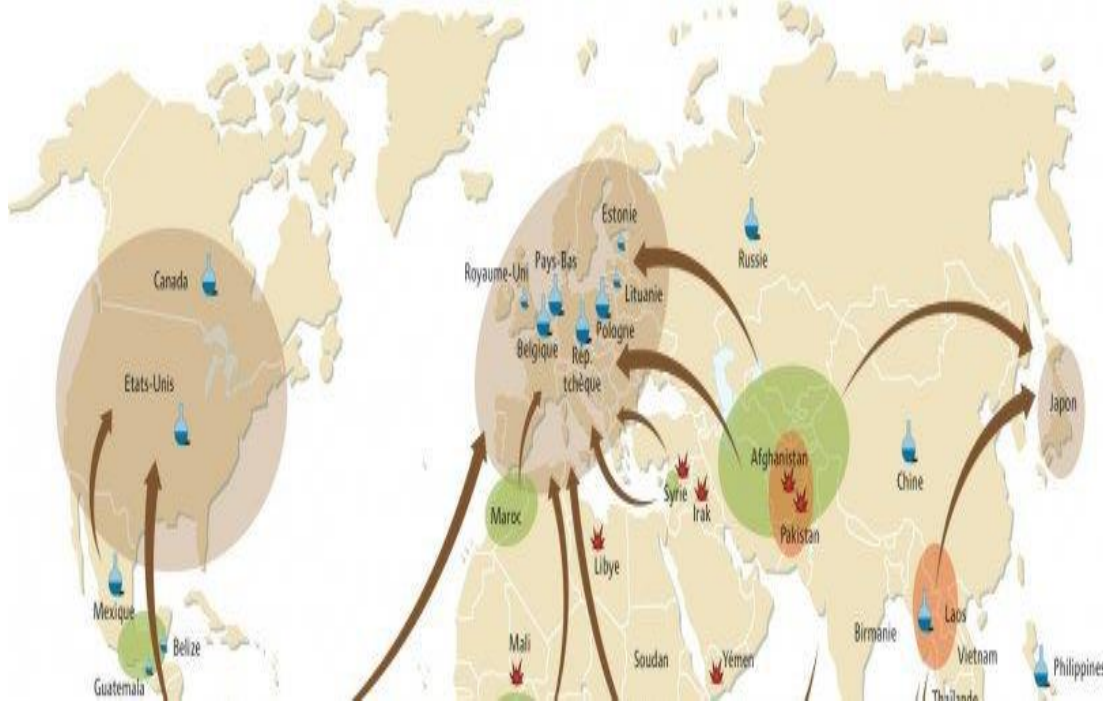 Estonie
Russie
Royaume-Uni
Pays-Bas
Canada
Lituanie
Pologne
Belgique
Rép.
tchèque
Etats-Unis
Japon
Afghanistan
Chine
Syrie
Irak
Maroc
Pakistan
Libye
Mexique
Laos
Birmanie
Belize
Mali
Soudan
Yémen
Vietnam
Philippines
Guatemala
Thaïlande